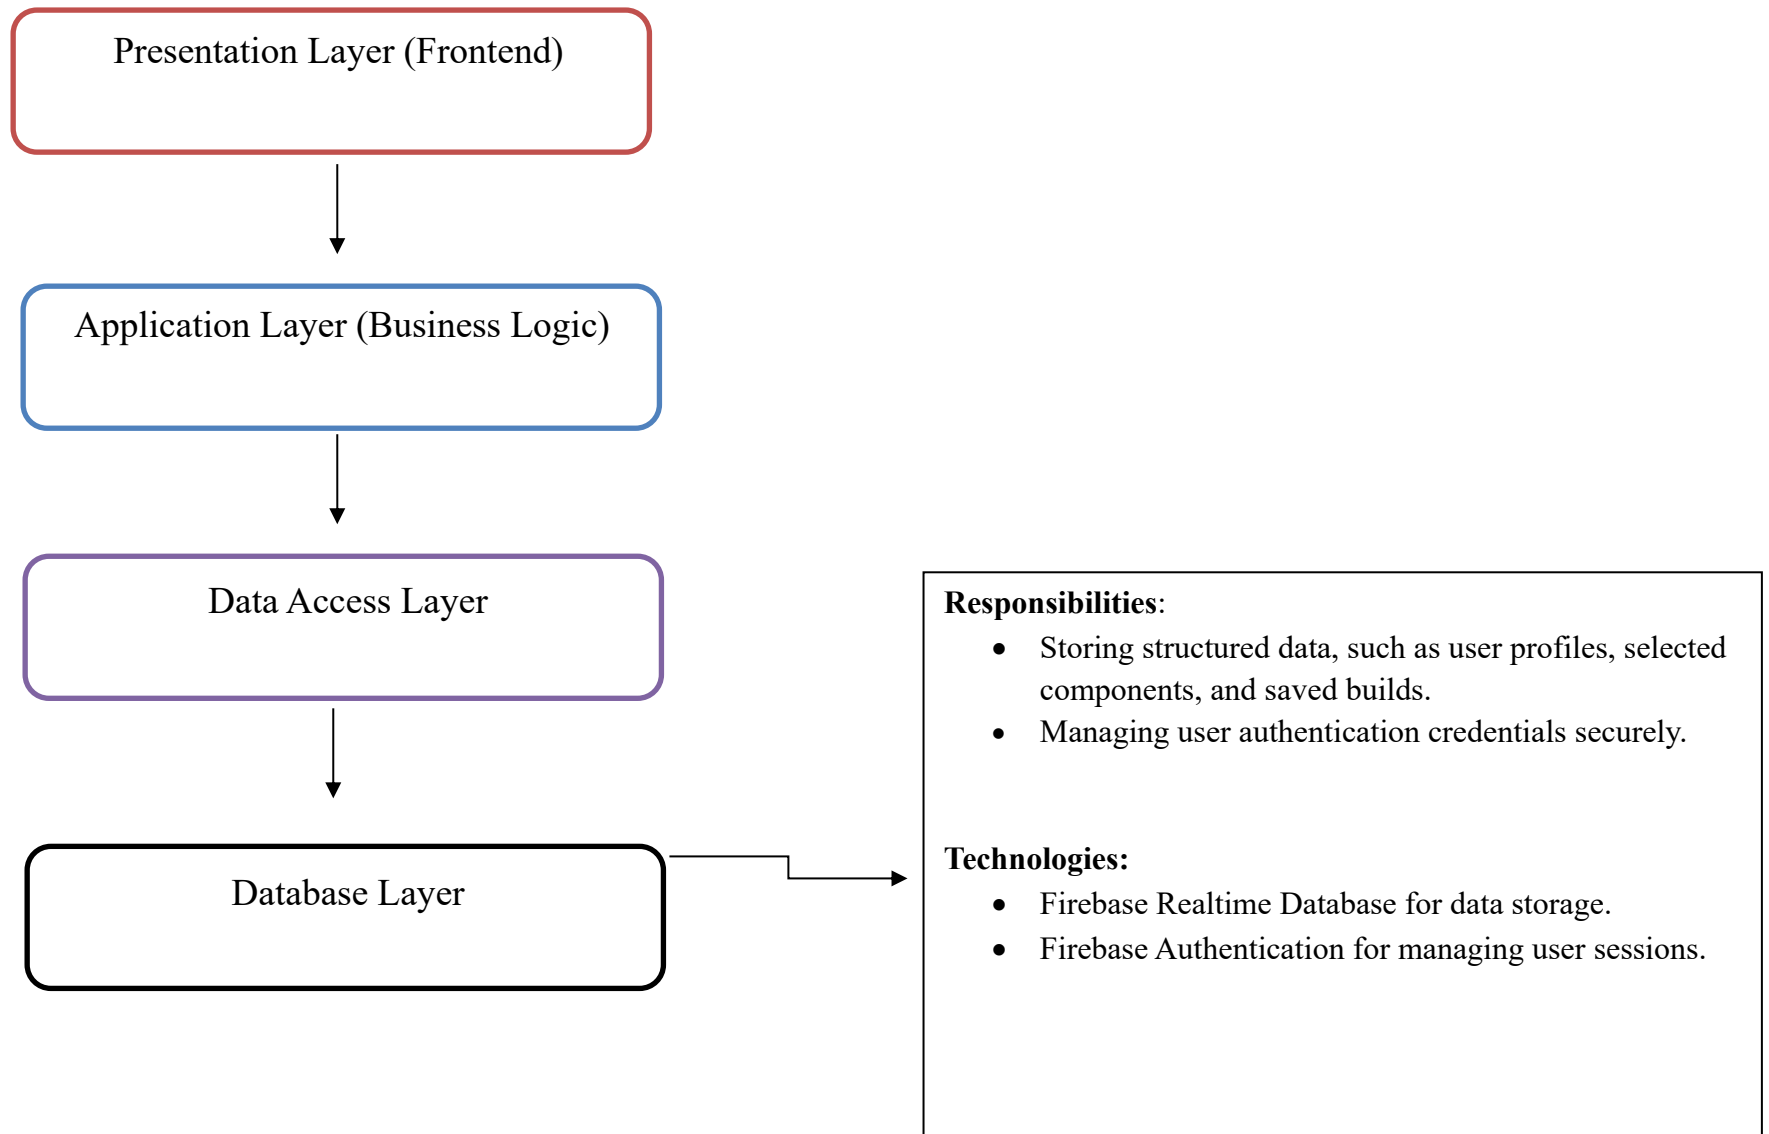 Presentation Layer (Frontend)
Application Layer (Business Logic)
Data Access Layer
Database Layer
Responsibilities:
• Storing structured data, such as user profiles, selected
components, and saved builds.
• Managing user authentication credentials securely.
Technologies:
• Firebase Realtime Database for data storage.
• Firebase Authentication for managing user sessions.